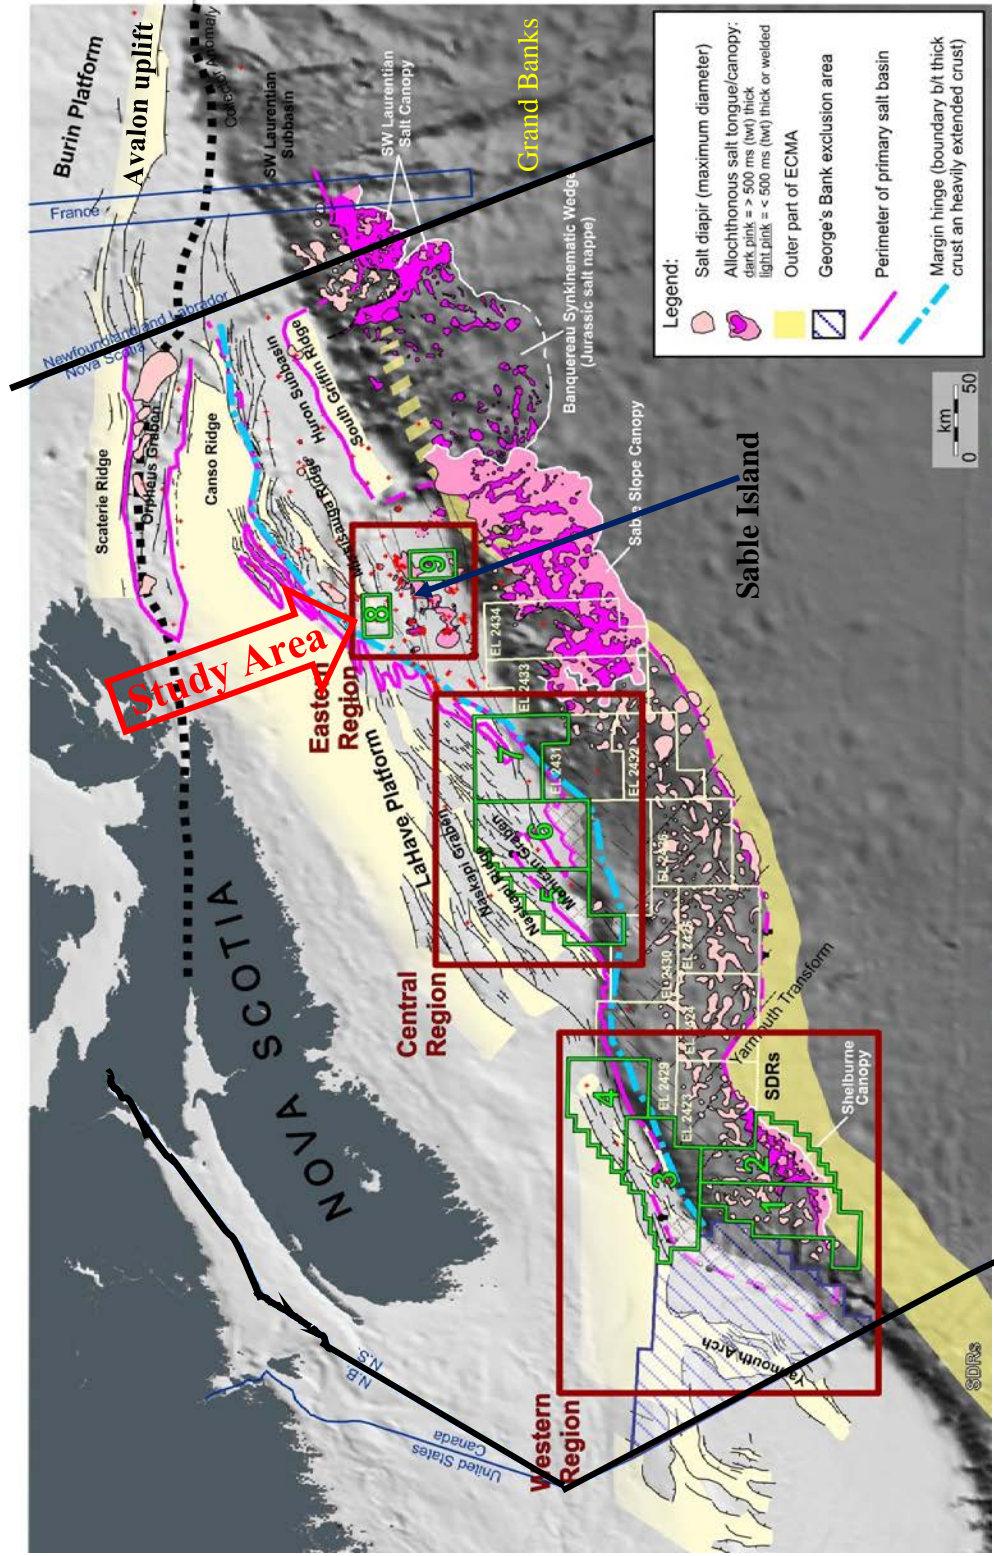 Burin Platform
Avalon uplift
Collector Anomaly
SW Laurentian
Subbasin
SW Laurentian
Salt Canopy
Grand Banks
France
Newfoundland and Labrador
Nova Scotia
Scaterie Ridge
Orpheus Graben
Canso Ridge
Huron Subbasin
South Griffin Ridge
Missisauga Ridge
Banquereau Synkinematic Wedge
(Jurassic salt nappe)
Sable Slope Canopy
Sable Island
Study Area
Eastern
Region
8
9
EL 2434
EL 2433
LaHave Platform
Naskapi Graben
Naskapi Ridge
Mohican Graben
7
6
5
EL 2431
EL 2432
EL 2430
EL 2429
EL 2423
Central
Region
NOVA SCOTIA
Yarmouth Transform
SDRs
Shelburne
Canopy
4
3
2
1
Yarmouth Arch
Western
Region
N.B.
N.S.
United States
Canada
SDRs
Legend:
Salt diapir (maximum diameter)
Allochthonous salt tongue/canopy:
dark pink = > 500 ms (twt) thick
light pink = < 500 ms (twt) thick or welded
Outer part of ECMA
George's Bank exclusion area
Perimeter of primary salt basin
Margin hinge (boundary b/t thick
crust an heavily extended crust)
km
0 50